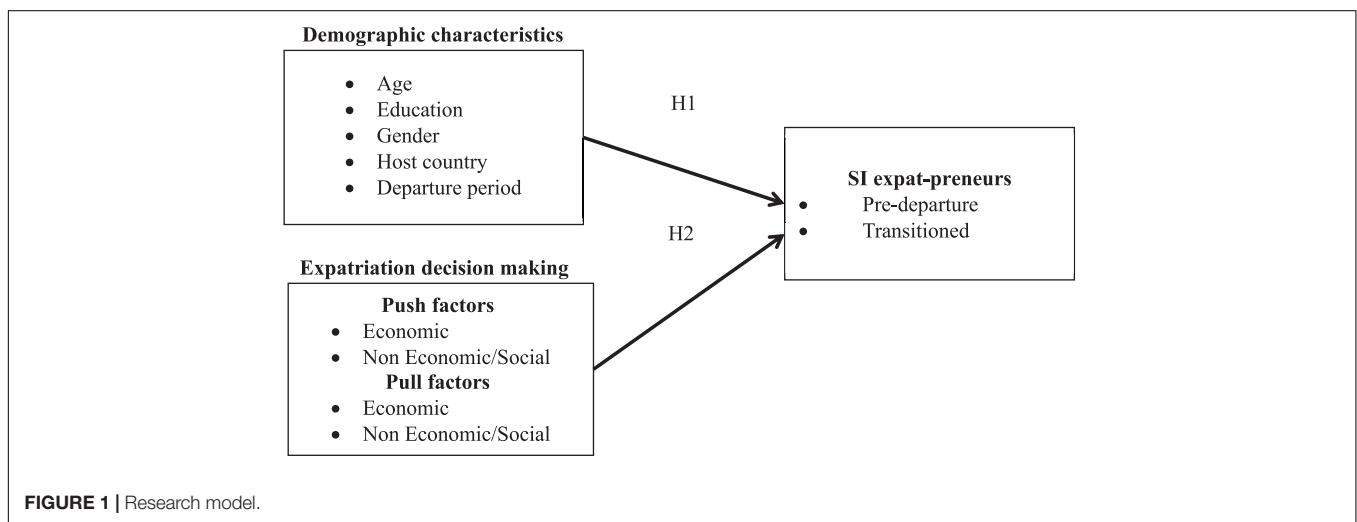 Demographic characteristics
• Age
• Education
• Gender
• Host country
• Departure period
H1
SI expat-preneurs
• Pre-departure
• Transitioned
H2
Expatriation decision making
Push factors
• Economic
• Non Economic/Social
Pull factors
• Economic
• Non Economic/Social
FIGURE 1 | Research model.